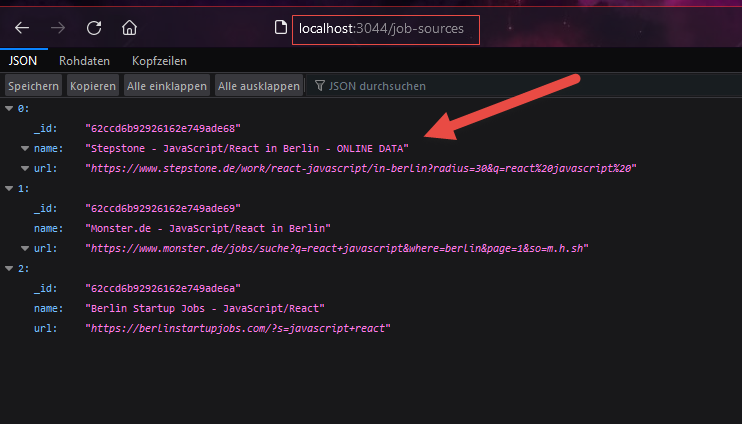 localhost:3044/job-sources
JSON Rohdaten Kopfzeilen
Speichern Kopieren Alle einklappen Alle ausklappen JSON durchsuchen
0:
_id: "62ccd6b92926162e749ade68"
name: "Stepstone - JavaScript/React in Berlin - ONLINE DATA"
url: "https://www.stepstone.de/work/react-javascript/in-berlin?radius=30&q=react%20javascript%20"
1:
_id: "62ccd6b92926162e749ade69"
name: "Monster.de - JavaScript/React in Berlin"
url: "https://www.monster.de/jobs/suche?q=react+javascript&where=berlin&page=1&so=m.h.sh"
2:
_id: "62ccd6b92926162e749ade6a"
name: "Berlin Startup Jobs - JavaScript/React"
url: "https://berlinstartupjobs.com/?s=javascript+react"